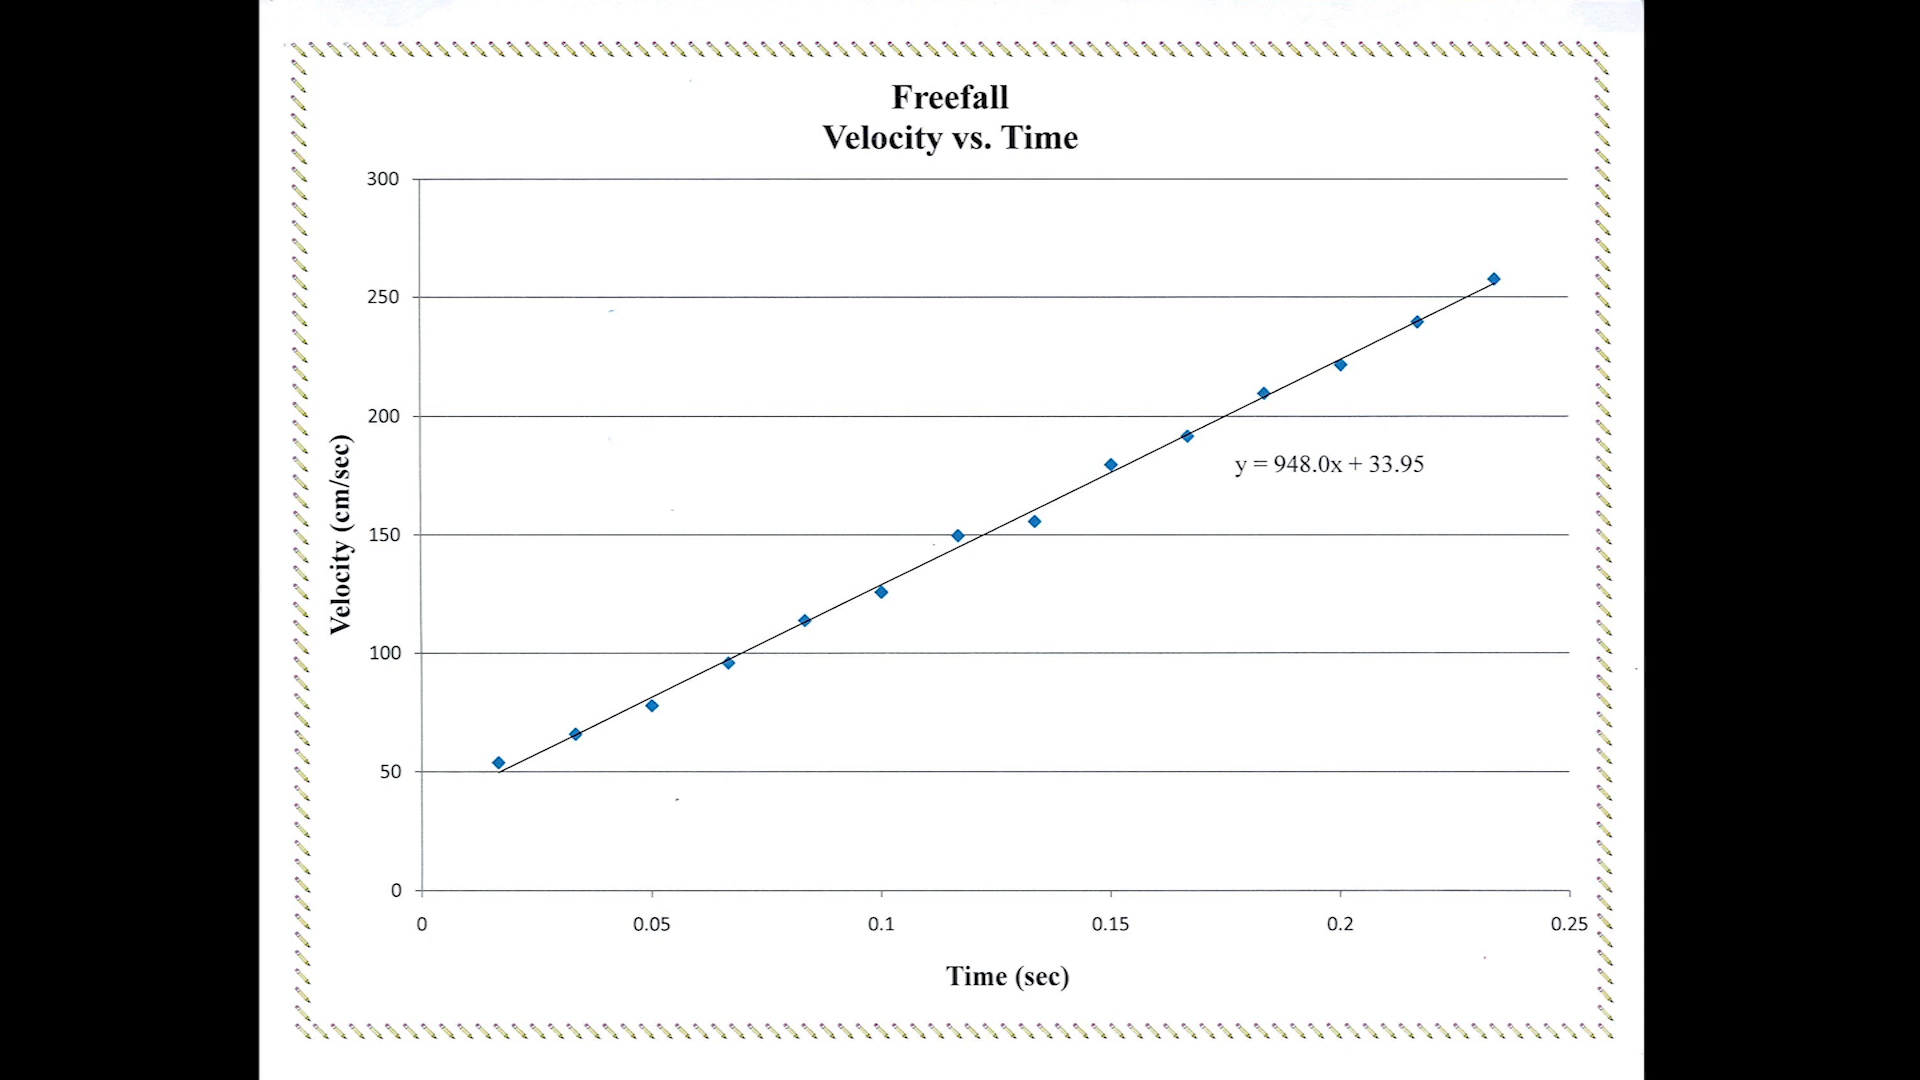 Freefall
Velocity vs. Time
300
250
200
150
100
50
0
Velocity (cm/sec)
y = 948.0x + 33.95
0 0.05 0.1 0.15 0.2 0.25
Time (sec)